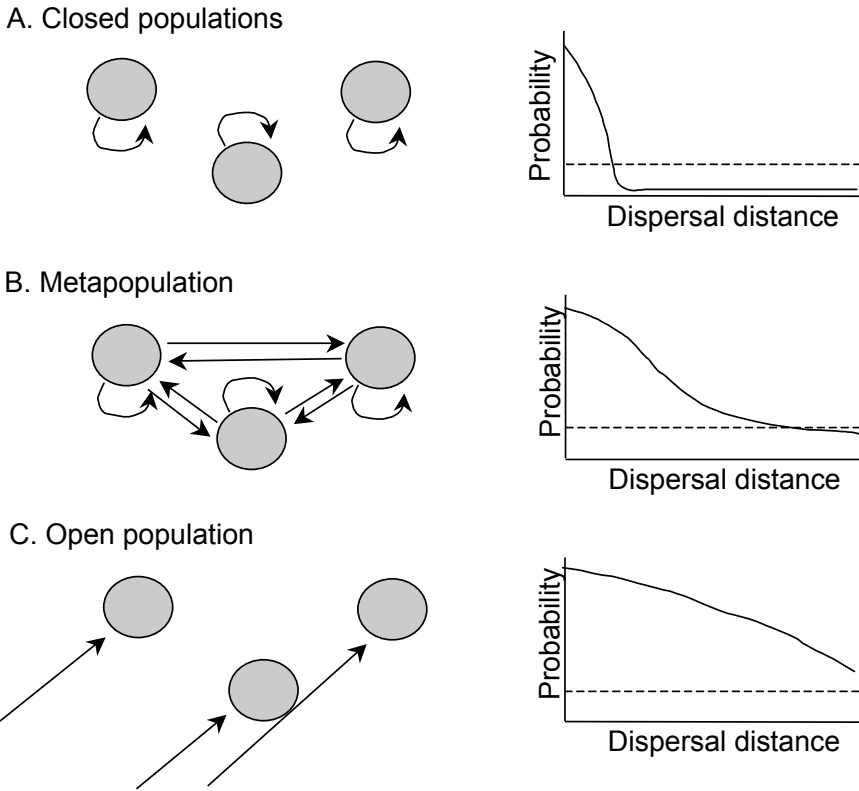 A. Closed populations
Probability
Dispersal distance
B. Metapopulation
Probability
Dispersal distance
C. Open population
Probability
Dispersal distance